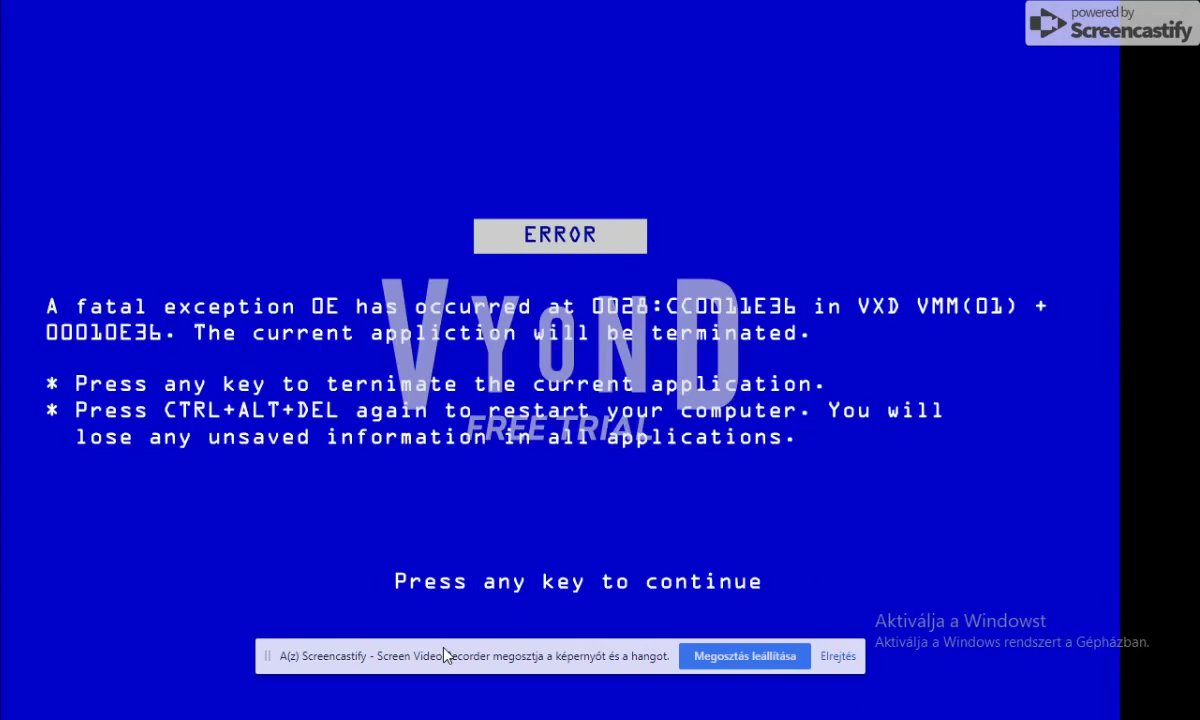 powered by
Screencastify
ERROR
A fatal exception OE has occurred at 0028:CC0011E36 in VXD VMM(01) +
00010E36. The current appliction will be terminated.
* Press any key to ternimate the current application.
* Press CTRL+ALT+DEL again to restart your computer. You will
lose any unsaved information in all applications.
VYOND
FREE TRIAL
Press any key to continue
Aktiválja a Windowst
Aktiválja a Windows rendszert a Gépházban.
A(z) Screencastify - Screen Video Recorder megosztja a képernyőt és a hangot.
Megosztás leállítása
Elrejtés